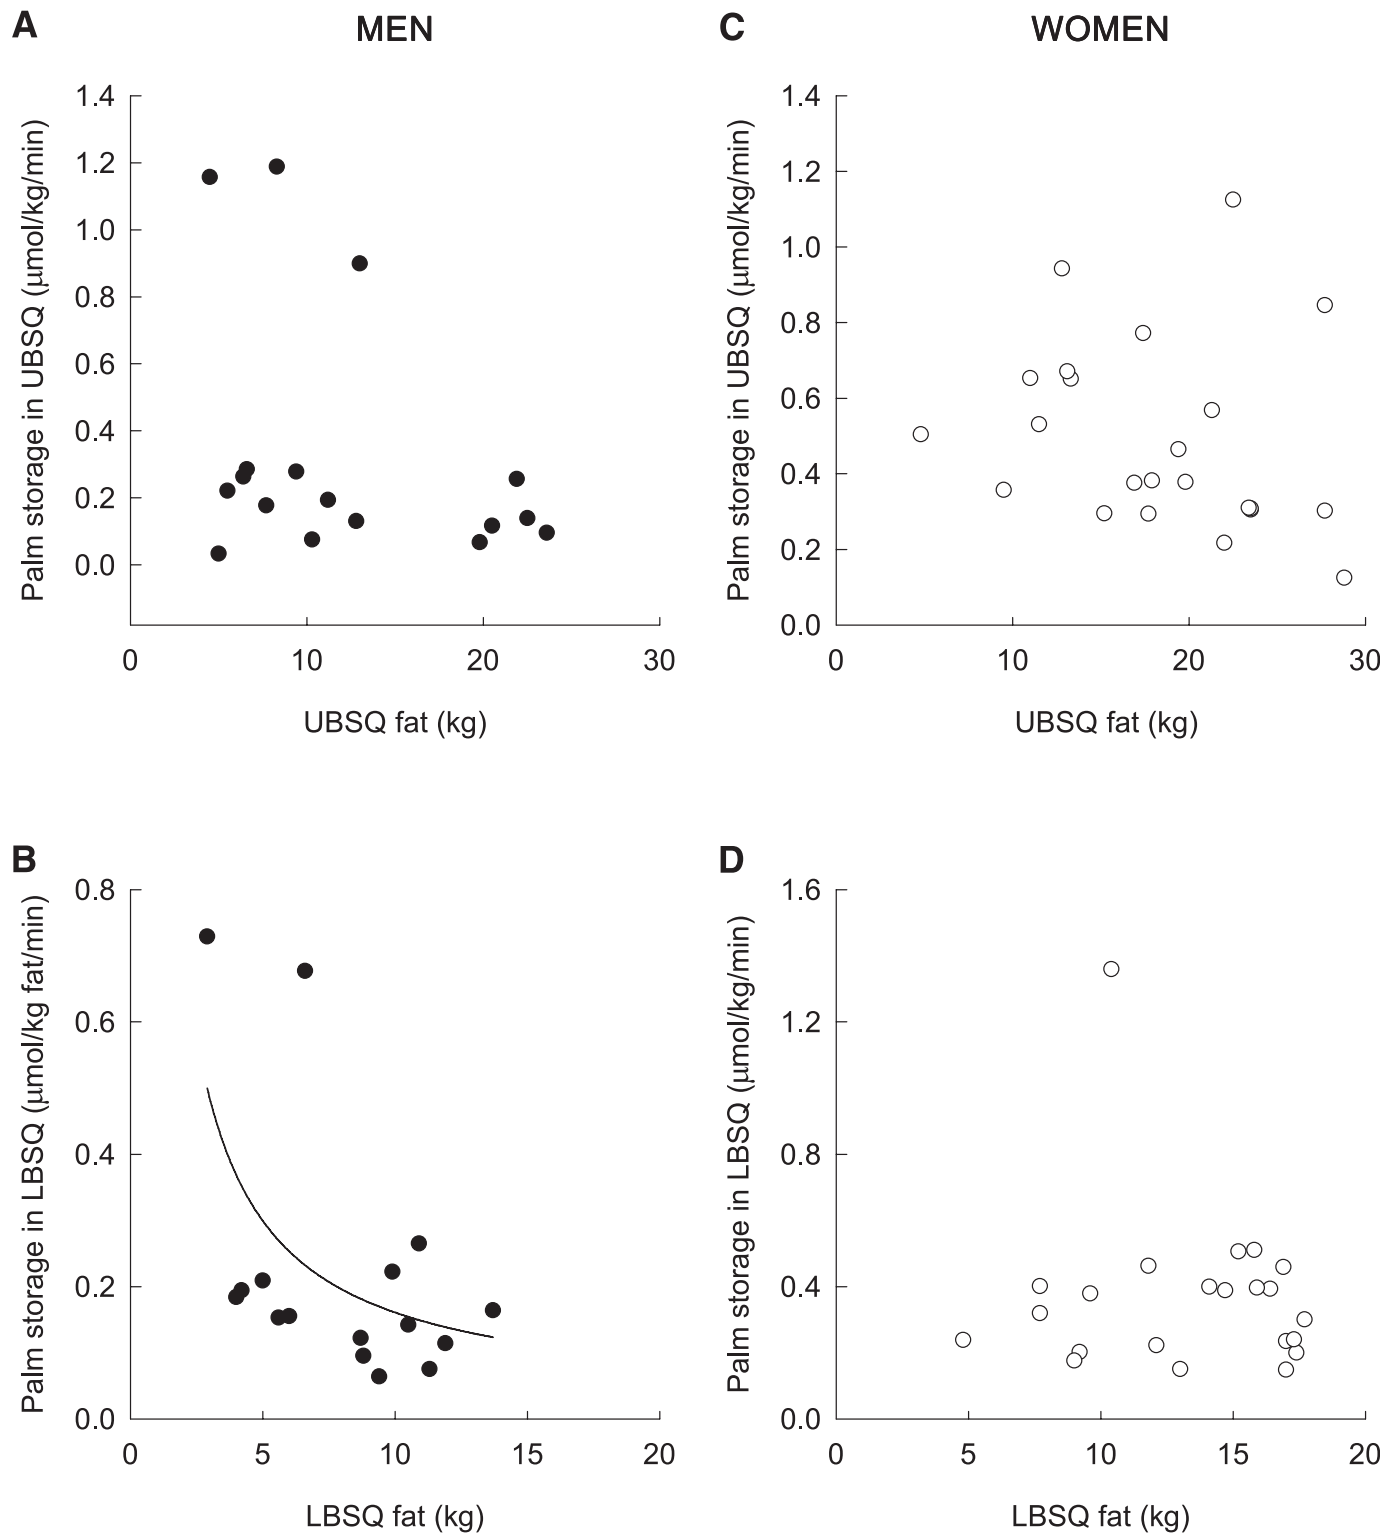 A
MEN
1.4
1.2
1.0
0.8
0.6
0.4
0.2
0.0
Palm storage in UBSQ (μmol/kg/min)
0 10 20 30
UBSQ fat (kg)
C
WOMEN
1.4
1.2
1.0
0.8
0.6
0.4
0.2
0.0
Palm storage in UBSQ (μmol/kg/min)
0 10 20 30
UBSQ fat (kg)
B
0.8
0.6
0.4
0.2
0.0
Palm storage in LBSQ (μmol/kg fat/min)
0 5 10 15 20
LBSQ fat (kg)
D
1.6
1.2
0.8
0.4
0.0
Palm storage in LBSQ (μmol/kg/min)
0 5 10 15 20
LBSQ fat (kg)